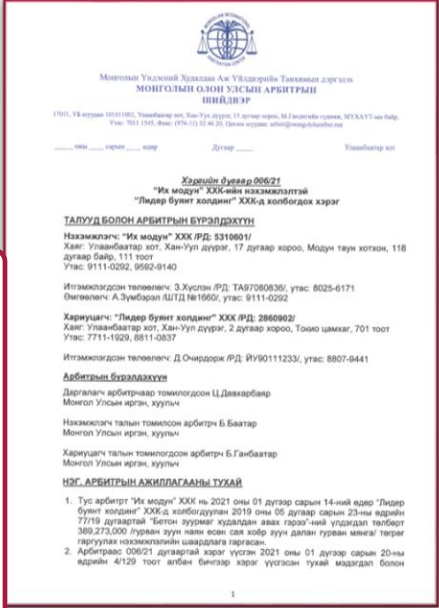 Монголын Үндэсний Худалдаа Аж Үйлдвэрийн Танхимын дэргэдэх
МОНГОЛЫН ОЛОН УЛСЫН АРБИТРЫН
ШИЙДВЭР
_____ оны ____ сарын ____ өдөр Дугаар ____ Улаанбаатар хот
Хэргийн дугаар 006/21
"Их модун" ХХК-ийн нэхэмжлэлтэй
"Лидер буянт холдинг" ХХК-д холбогдох хэрэг
ТАЛУУД БОЛОН АРБИТРЫН БҮРЭЛДЭХҮҮН
Нэхэмжлэгч: "Их модун" ХХК /РД: 5310601/
Хаяг: Улаанбаатар хот, Хан-Уул дүүрэг, 17 дугаар хороо, Модун таун хотхон, 118
дугаар байр, 111 тоот
Утас: 9111-0292, 9592-9140
Итгэмжлэгдсэн төлөөлөгч: З.Хүслэн /РД: ТА97080836/, утас: 8025-6171
Өмгөөлөгч: А.Зумбарал /ШТД №1660/, утас: 9111-0292
Хариуцагч: "Лидер буянт холдинг" ХХК /РД: 2860902/
Хаяг: Улаанбаатар хот, Хан-Уул дүүрэг, 2 дугаар хороо, Токио цамхаг, 701 тоот
Утас: 7711-1929, 8811-0837
Итгэмжлэгдсэн төлөөлөгч: Д.Очирдорж /РД: ЙУ90111233/, утас: 8807-9441
Арбитрын бүрэлдэхүүн
Даргалагч арбитрчаар томилогдсон Ц.Даваxбаяр
Монгол Улсын иргэн, хуульч
Нэхэмжлэгч талын томилсон арбитрч Б.Баатар
Монгол Улсын иргэн, хуульч
Хариуцагч талын томилогдсон арбитрч Б.Ганбаатар
Монгол Улсын иргэн, хуульч
НЭГ. АРБИТРЫН АЖИЛЛАГААНЫ ТУХАЙ
1. Тус арбитрт "Их модун" ХХК нь 2021 оны 01 дүгээр сарын 14-ний өдөр "Лидер
буянт холдинг" ХХК-д холбогдуулан 2019 оны 05 дугаар сарын 23-ны өдрийн
77/19 дугаартай "Бетон зуурмаг худалдан авах гэрээ"-ний үлдэгдэл төлбөрт
389,273,000 /гурван зуун наян есөн сая хоёр зуун далан гурван мянга/ төгрөг
гаргуулах нэхэмжлэлийн шаардлага гаргасан.
2. Арбитраас 006/21 дугаартай хэрэг үүсгэн 2021 оны 01 дүгээр сарын 20-ны
өдрийн 4/129 тоот албан бичгээр хэрэг үүсгэсэн тухай мэдэгдэл болон
1